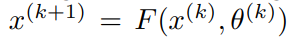 x^{(k+1)} = F(x^{(k)}, θ^{(k)})